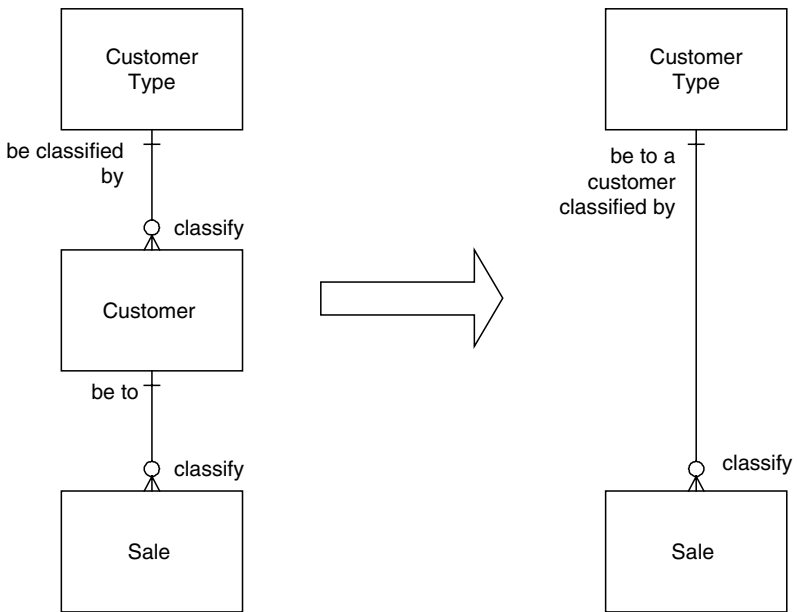 Customer
Type
be classified
by
classify
Customer
be to
classify
Sale
Customer
Type
be to a
customer
classified by
classify
Sale